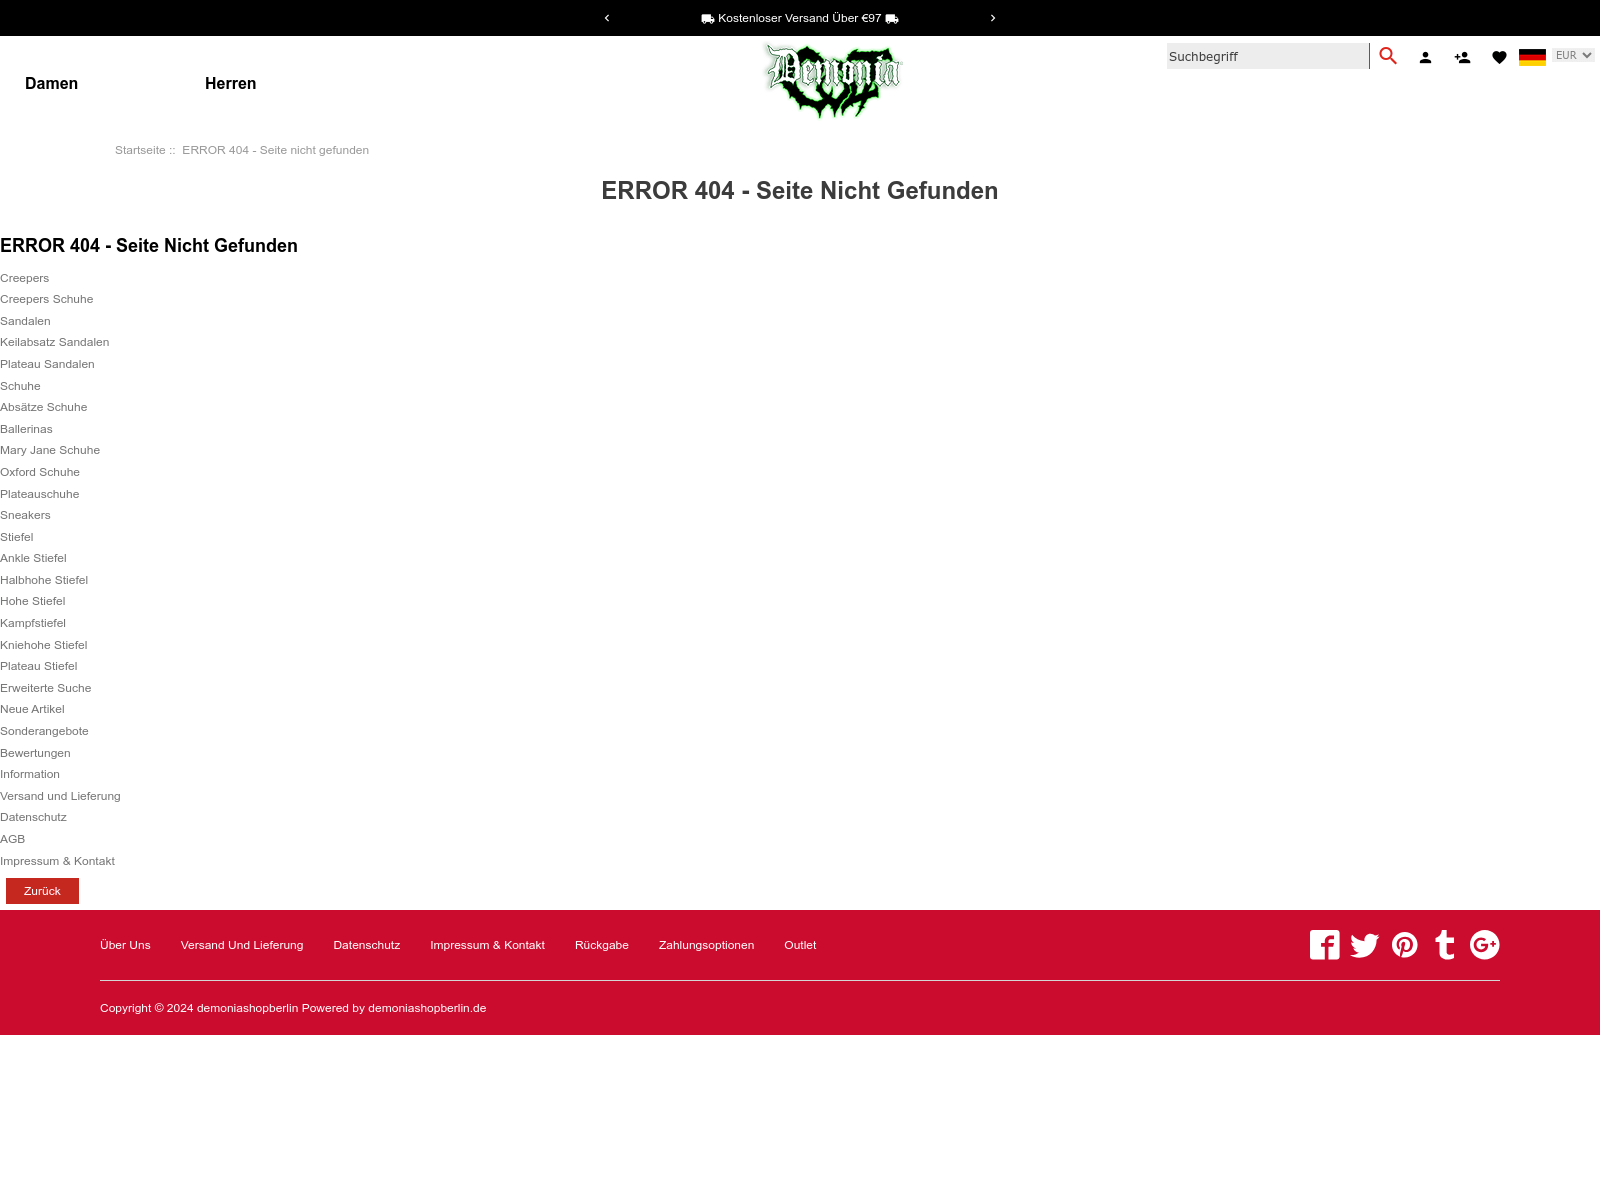 Kostenloser Versand Über €97
Damen
Herren
Demonia
Suchbegriff
EUR
Startseite :: ERROR 404 - Seite nicht gefunden
ERROR 404 - Seite Nicht Gefunden
ERROR 404 - Seite Nicht Gefunden
Creepers
Creepers Schuhe
Sandalen
Keilabsatz Sandalen
Plateau Sandalen
Schuhe
Absätze Schuhe
Ballerinas
Mary Jane Schuhe
Oxford Schuhe
Plateauschuhe
Sneakers
Stiefel
Ankle Stiefel
Halbhohe Stiefel
Hohe Stiefel
Kampfstiefel
Kniehohe Stiefel
Plateau Stiefel
Erweiterte Suche
Neue Artikel
Sonderangebote
Bewertungen
Information
Versand und Lieferung
Datenschutz
AGB
Impressum & Kontakt
Zurück
Über Uns Versand Und Lieferung Datenschutz Impressum & Kontakt Rückgabe Zahlungsoptionen Outlet
Copyright © 2024 demoniashopberlin Powered by demoniashopberlin.de